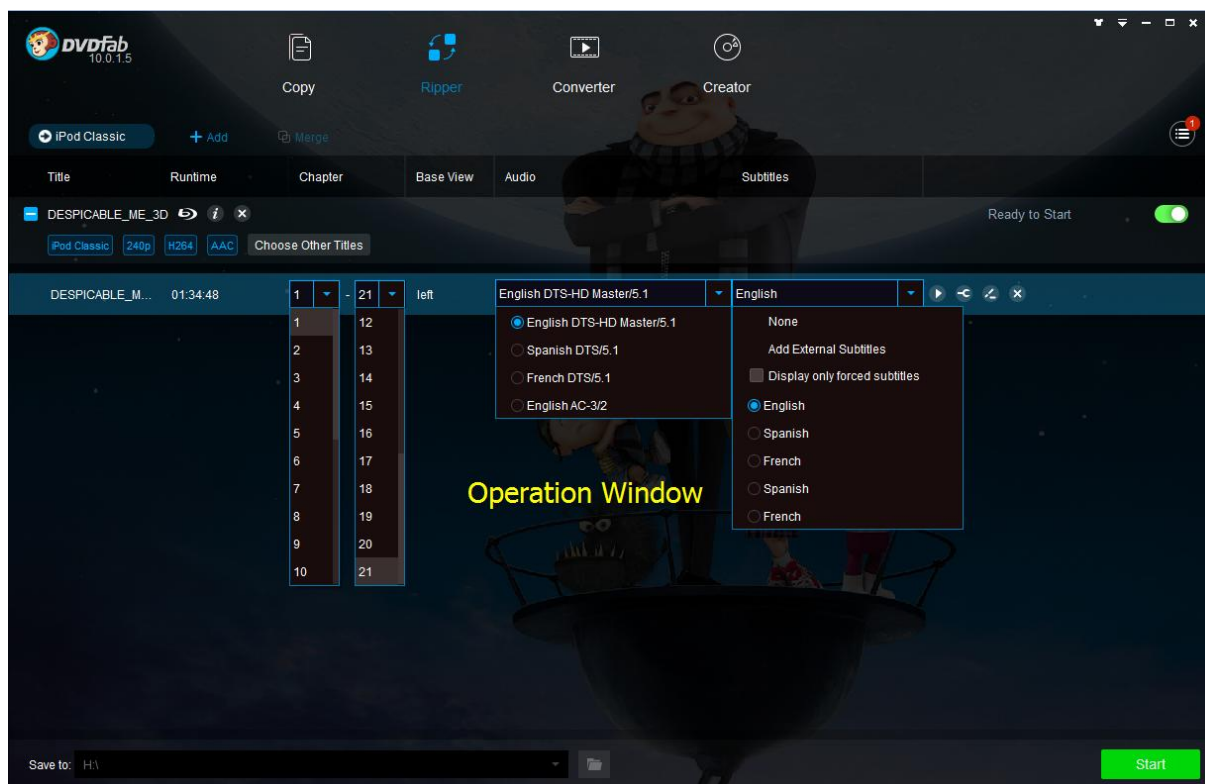 DVDFab
10.0.1.5
Copy
Ripper
Converter
Creator
iPod Classic
+ Add
Merge
1
Title Runtime Chapter Base View Audio Subtitles
DESPICABLE_ME_3D
Ready to Start
iPod Classic 240p H264 AAC Choose Other Titles
DESPICABLE_M... 01:34:48 1 - 21 left English DTS-HD Master/5.1 English
1
2
3
4
5
6
7
8
9
10
12
13
14
15
16
17
18
19
20
21
English DTS-HD Master/5.1
Spanish DTS/5.1
French DTS/5.1
English AC-3/2
None
Add External Subtitles
Display only forced subtitles
English
Spanish
French
Spanish
French
Operation Window
Save to: H:\
Start